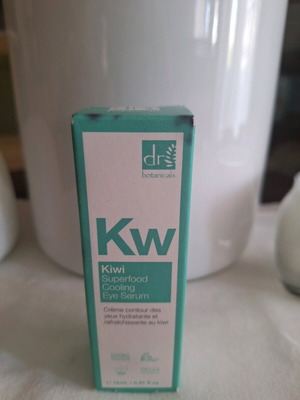 dr
botanicals
Kw
Kiwi
Superfood
Cooling
Eye Serum
Crème contour des
yeux hydratante et
rafraîchissante au kiwi